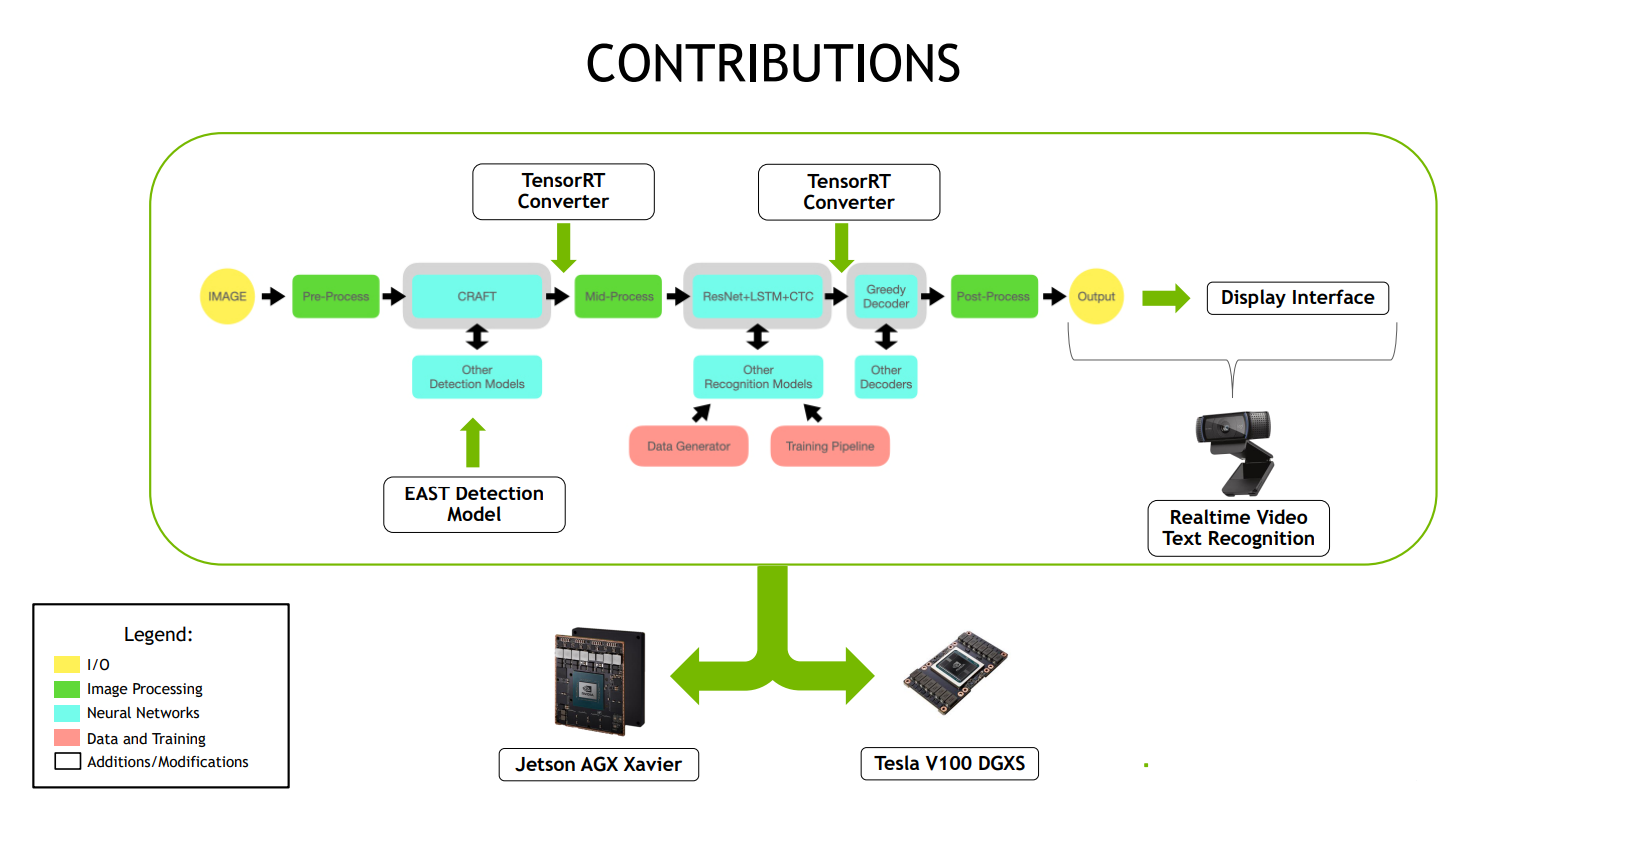 CONTRIBUTIONS
TensorRT
Converter
TensorRT
Converter
IMAGE
Pre-Process
CRAFT
Mid-Process
ResNet+LSTM+CTC
Greedy
Decoder
Post-Process
Output
Display Interface
Other
Detection Models
Other
Recognition Models
Other
Decoders
Data Generator
Training Pipeline
EAST Detection
Model
Realtime Video
Text Recognition
Legend:
I/O
Image Processing
Neural Networks
Data and Training
Additions/Modifications
Jetson AGX Xavier
Tesla V100 DGXS